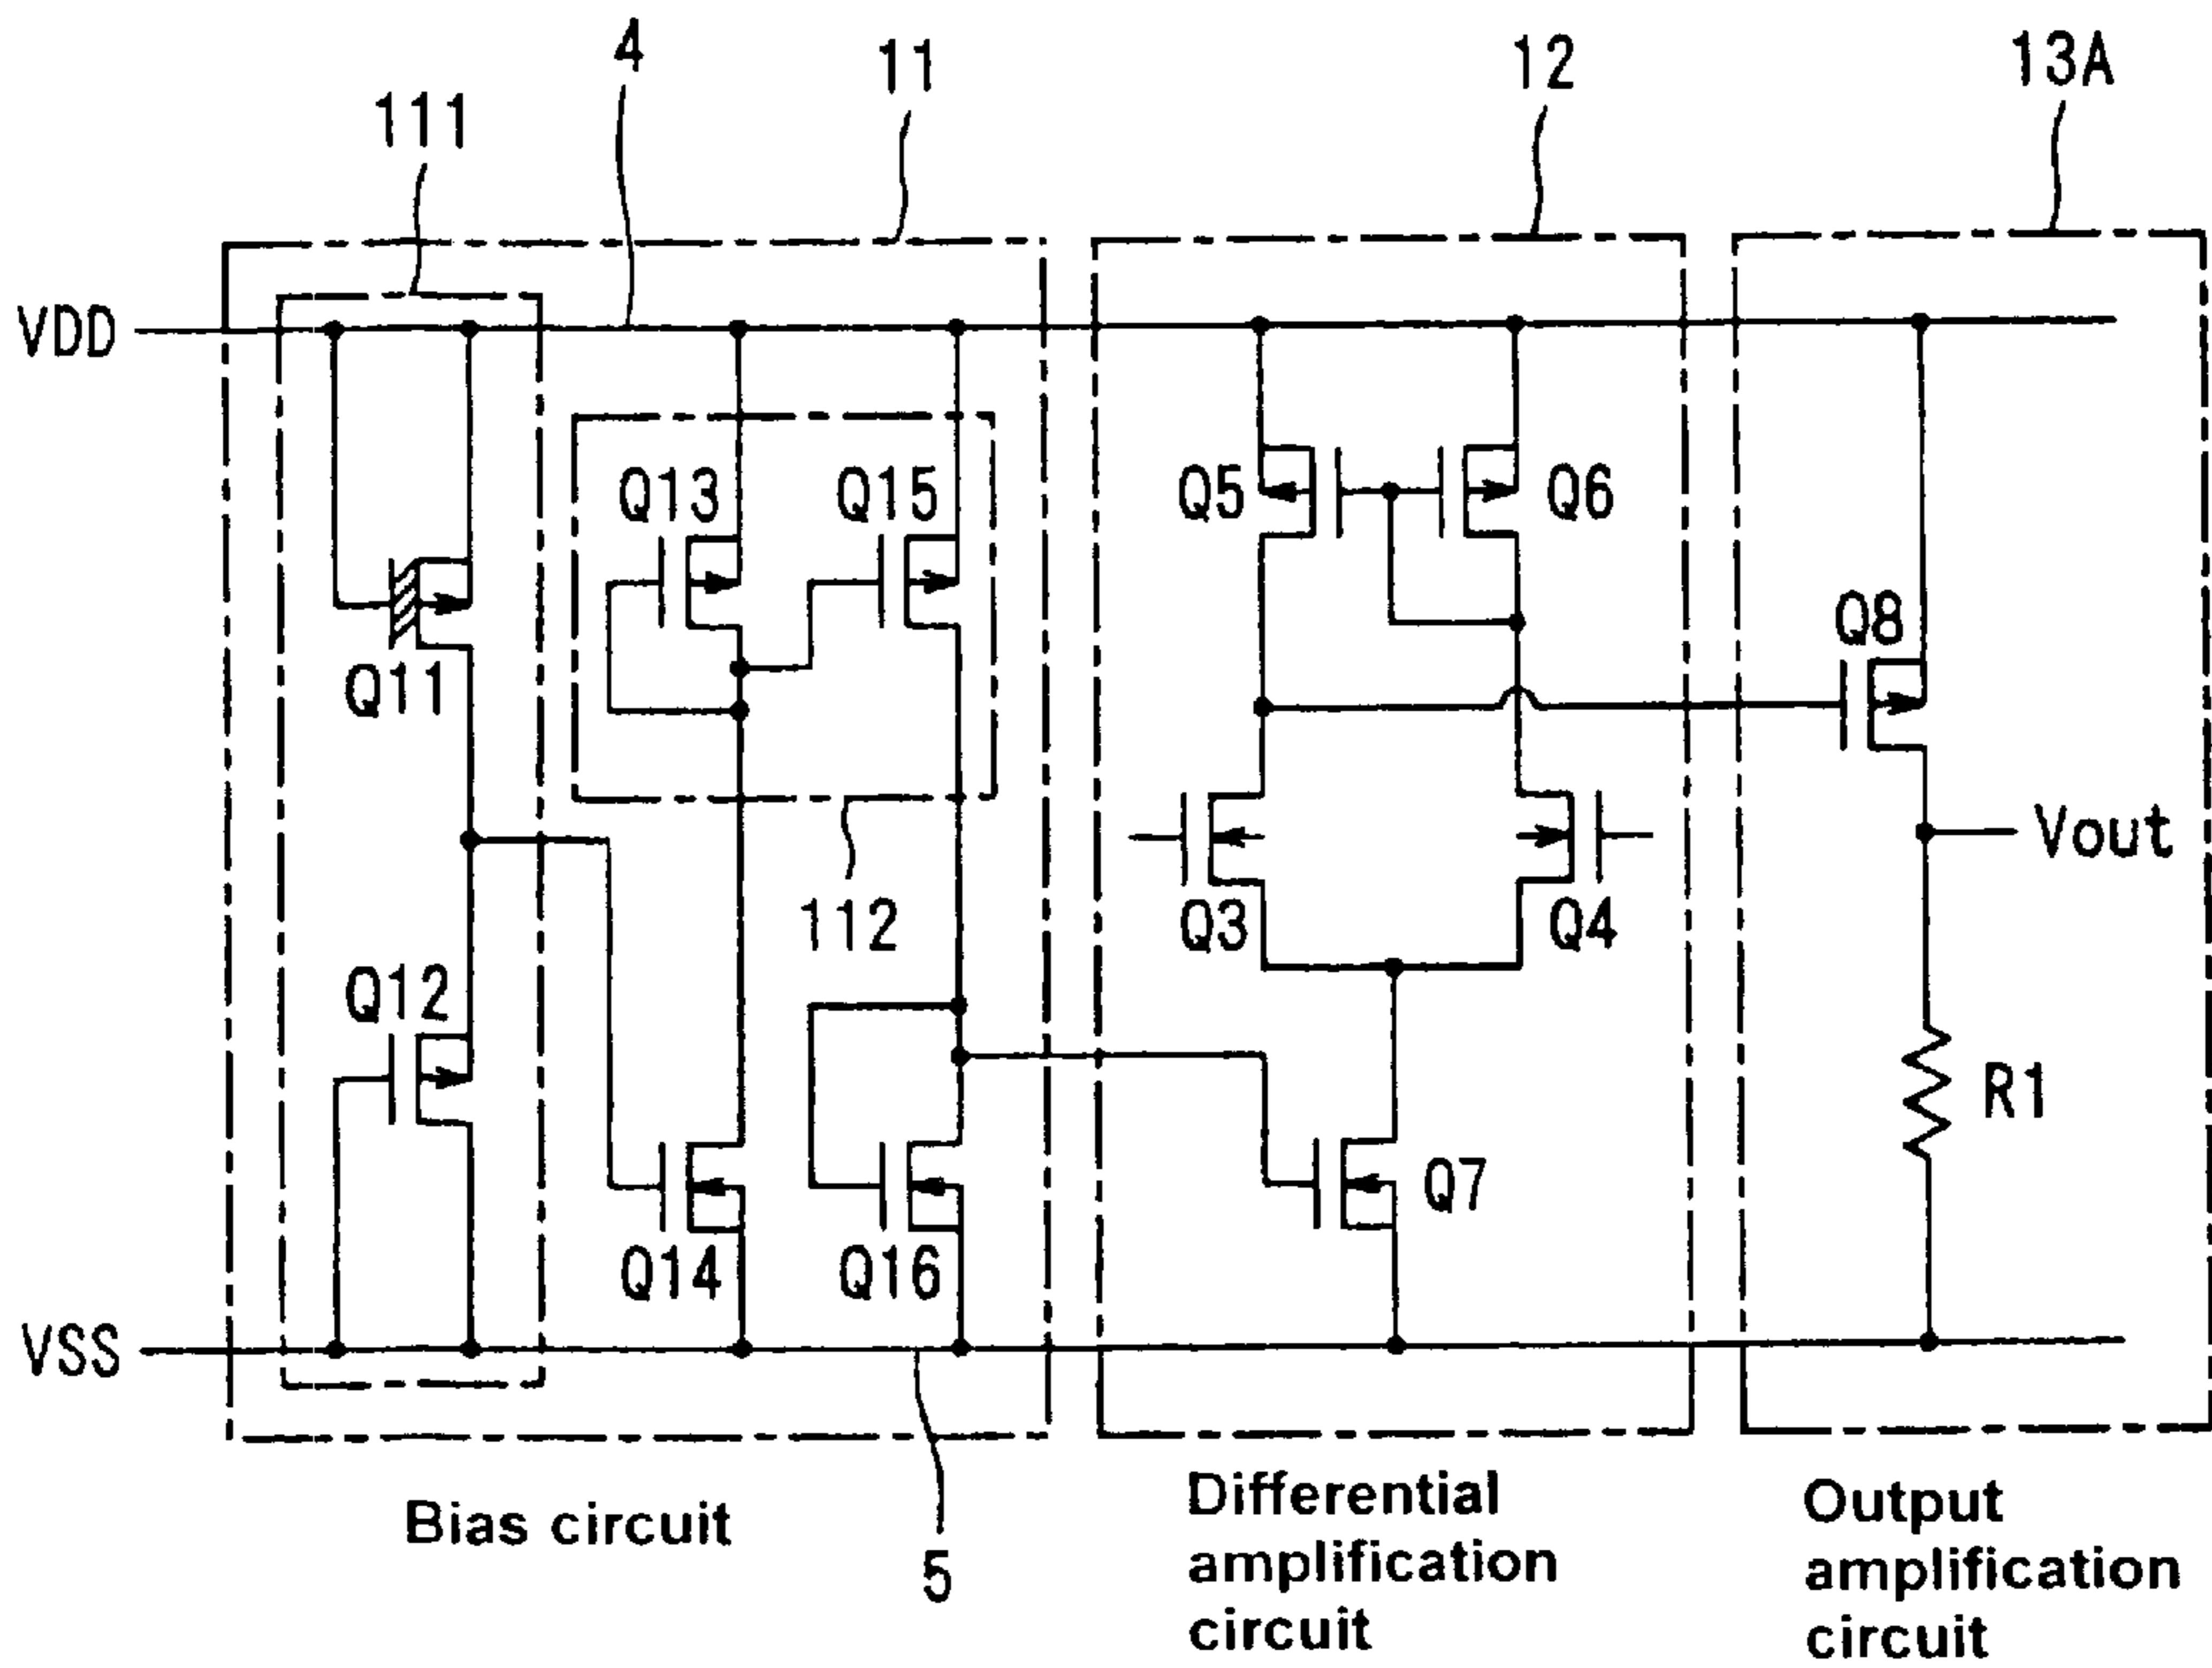 4
11
12
13A
111
VDD
Q13
Q15
Q5
Q6
Q8
Q11
Vout
112
Q3
Q4
Q12
R1
Q7
Q14
Q16
VSS
Bias circuit
5
Differential
amplification
circuit
Output
amplification
circuit